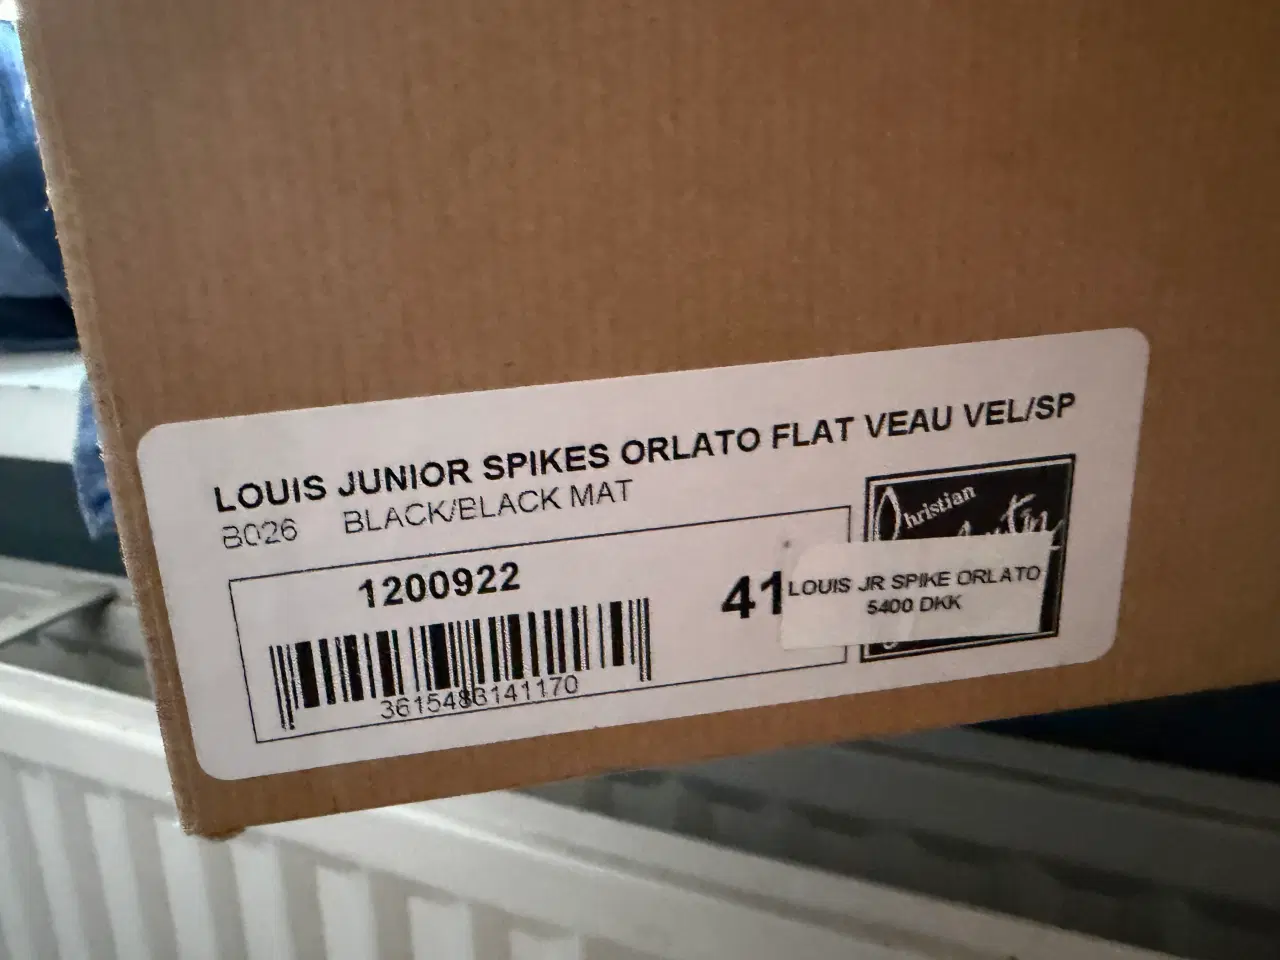 LOUIS JUNIOR SPIKES ORLATO FLAT VEAU VEL/SP
B026 BLACK/BLACK MAT
1200922
3615486141170
41
Christian
LOUIS JR SPIKE ORLATO
5400 DKK